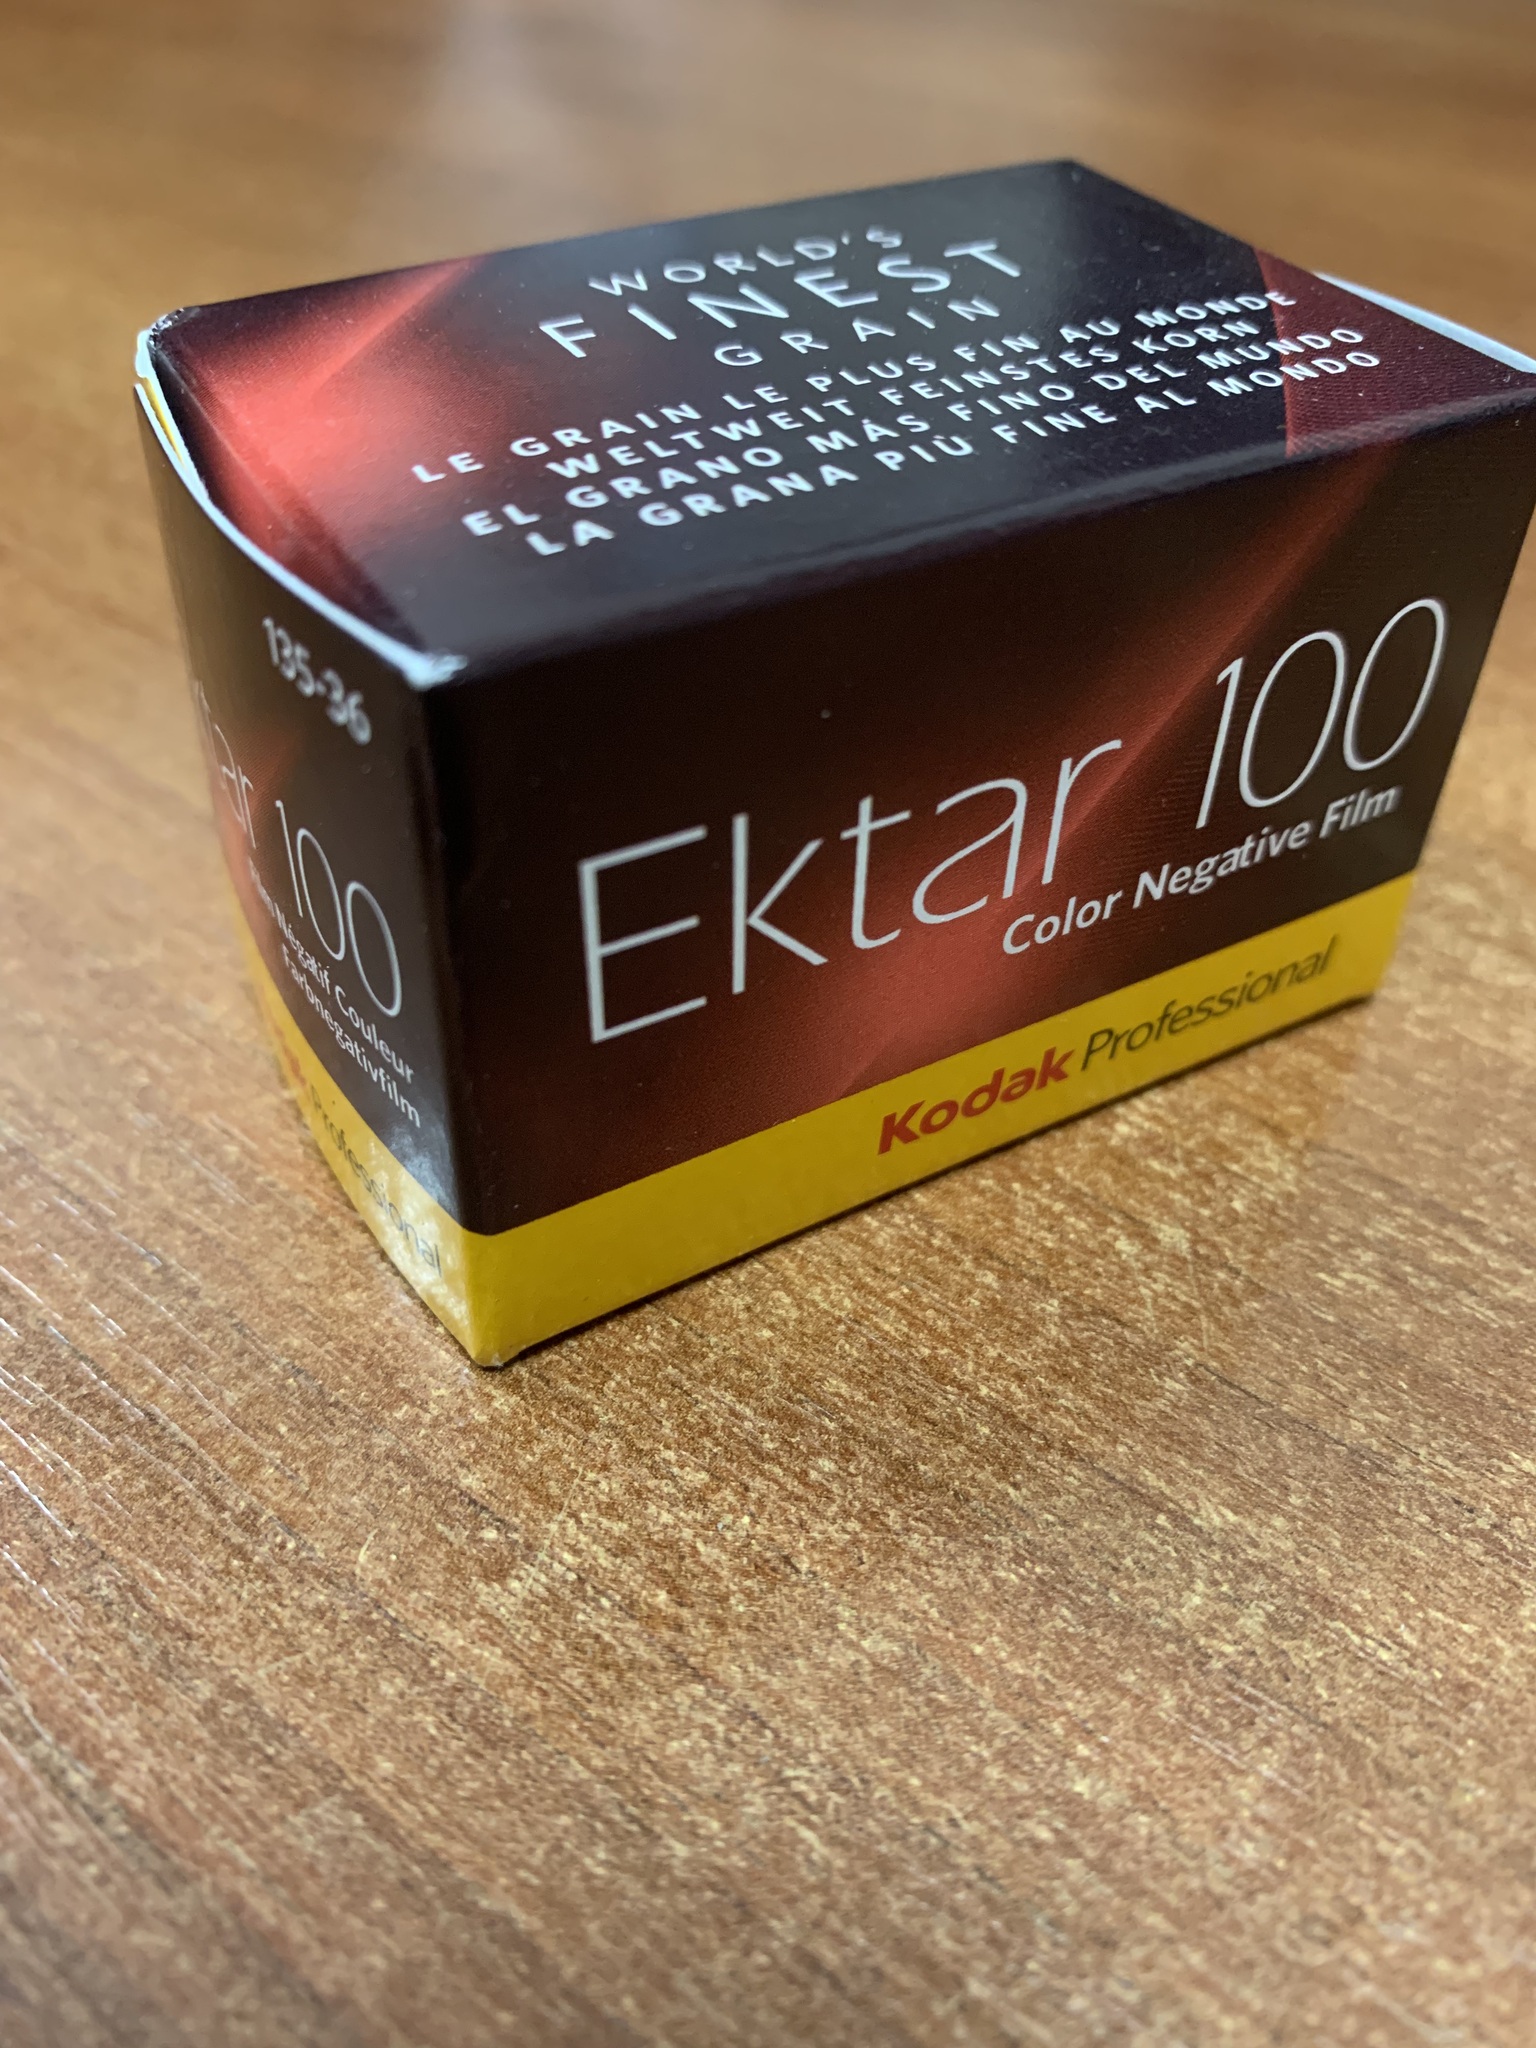 WORLD'S
FINEST
GRAIN
LE GRAIN LE PLUS FIN AU MONDE
WELTWEIT FEINSTES KORN
EL GRANO MÁS FINO DEL MUNDO
LA GRANA PIÙ FINE AL MONDO
135-36
100
Film Négatif Couleur
Farbnegativfilm
Professional
Ektar 100
Color Negative Film
Kodak Professional